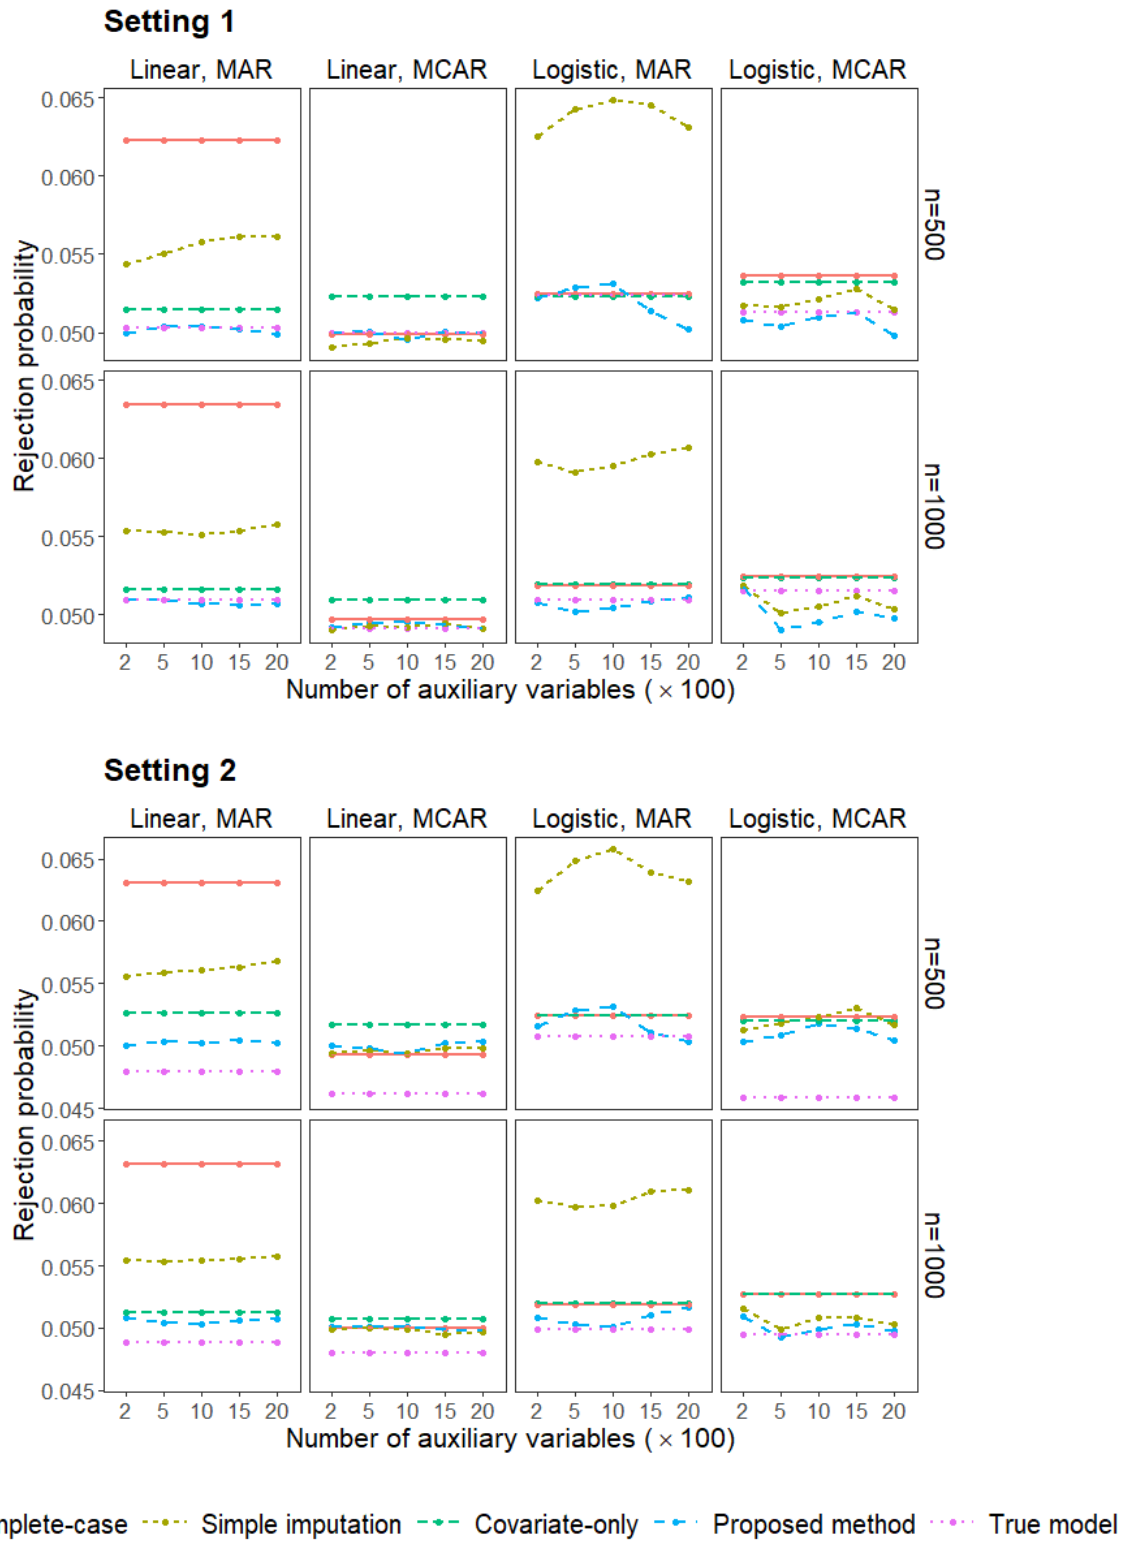 Setting 1
Linear, MAR Linear, MCAR Logistic, MAR Logistic, MCAR
0.065
0.060
0.055
0.050
n=500
0.065
0.060
0.055
0.050
n=1000
Rejection probability
2 5 10 15 20 2 5 10 15 20 2 5 10 15 20 2 5 10 15 20
Number of auxiliary variables (×100)
Setting 2
Linear, MAR Linear, MCAR Logistic, MAR Logistic, MCAR
0.065
0.060
0.055
0.050
0.045
n=500
0.065
0.060
0.055
0.050
0.045
n=1000
Rejection probability
2 5 10 15 20 2 5 10 15 20 2 5 10 15 20 2 5 10 15 20
Number of auxiliary variables (×100)
mplete-case Simple imputation Covariate-only Proposed method True model